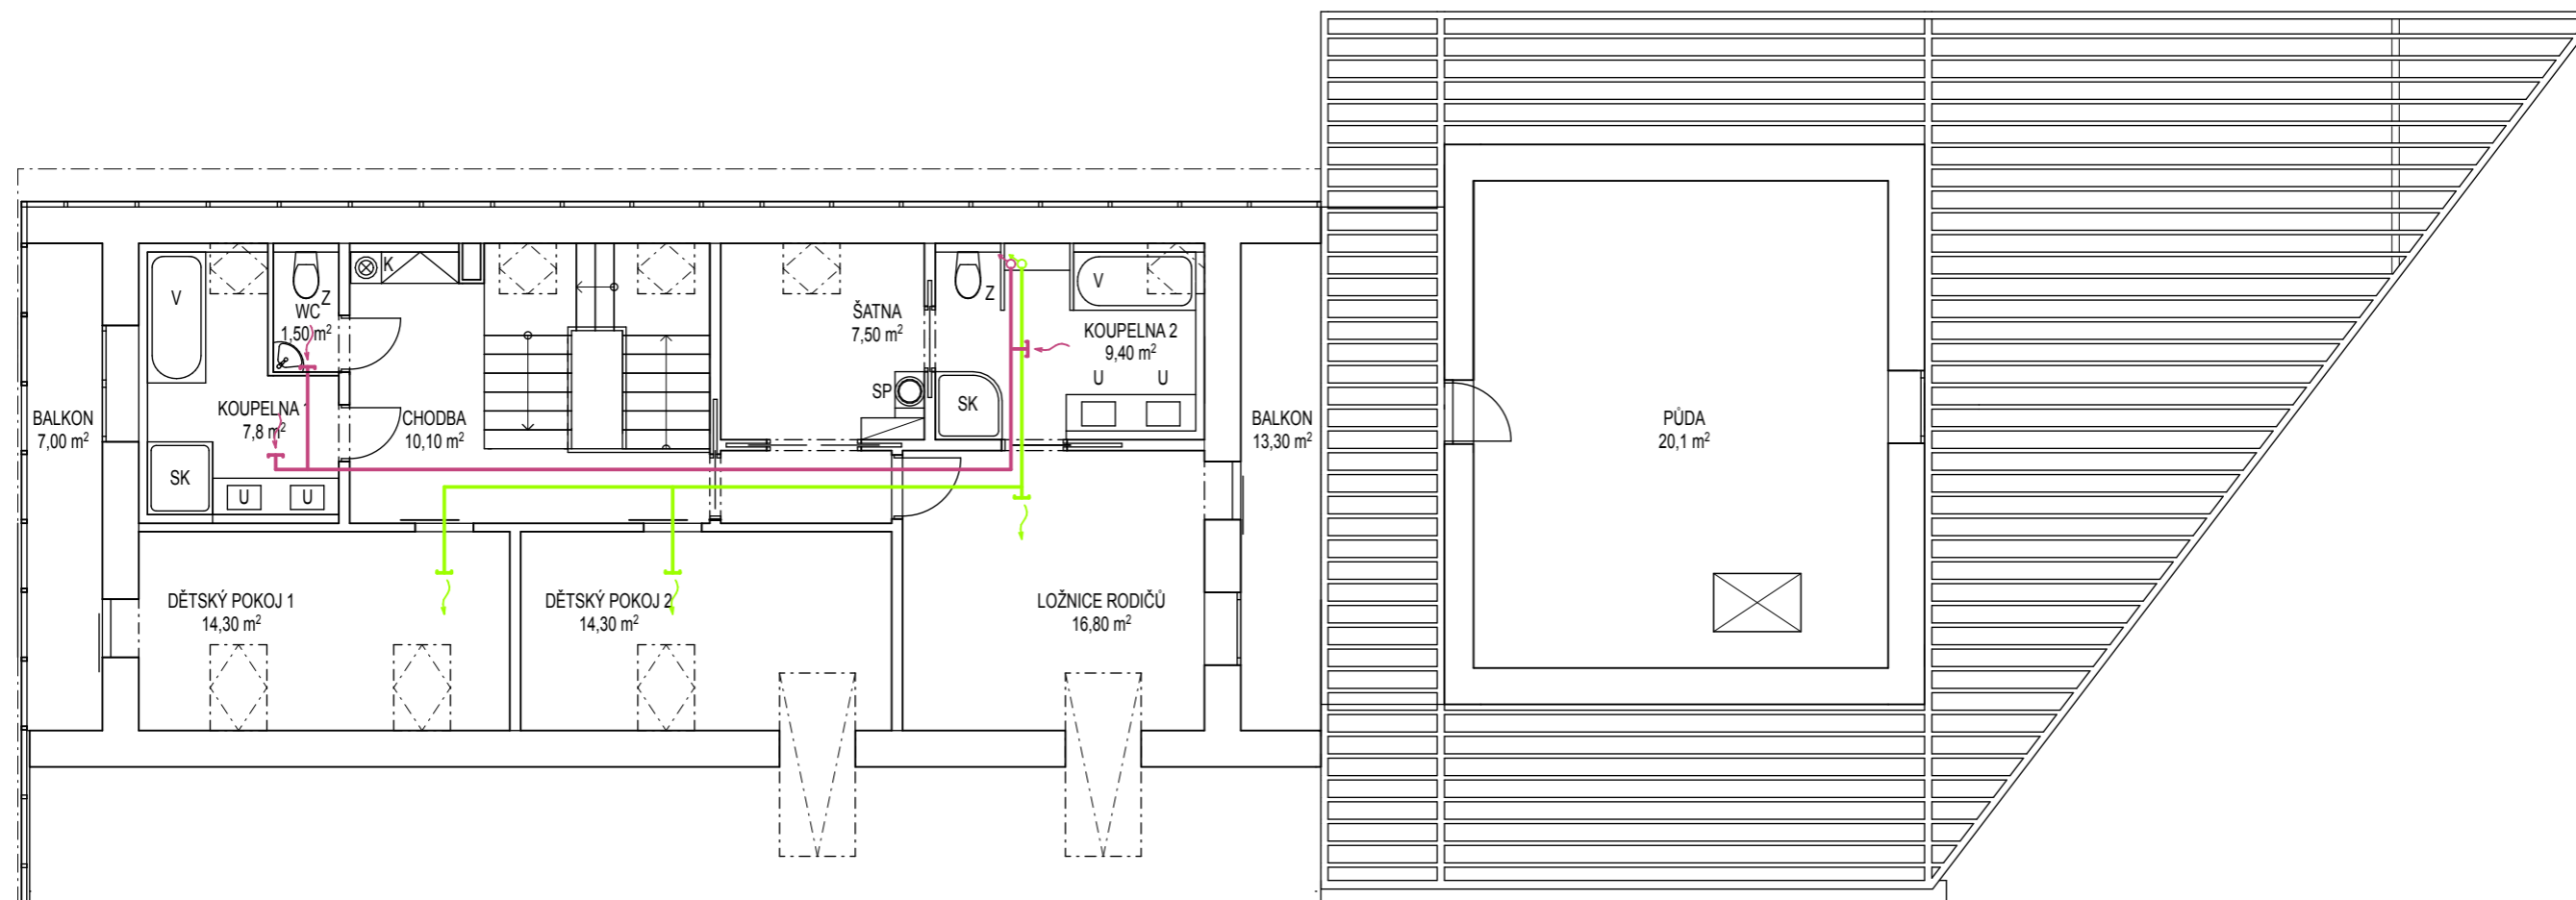 BALKON
7,00 m²
V
WC
1,50 m²
Z
KOUPELNA 1
7,8 m²
SK
U
U
K
CHODBA
10,10 m²
ŠATNA
7,50 m²
SP
Z
V
KOUPELNA 2
9,40 m²
U
U
SK
BALKON
13,30 m²
PŮDA
20,1 m²
DĚTSKÝ POKOJ 1
14,30 m²
DĚTSKÝ POKOJ 2
14,30 m²
LOŽNICE RODIČŮ
16,80 m²